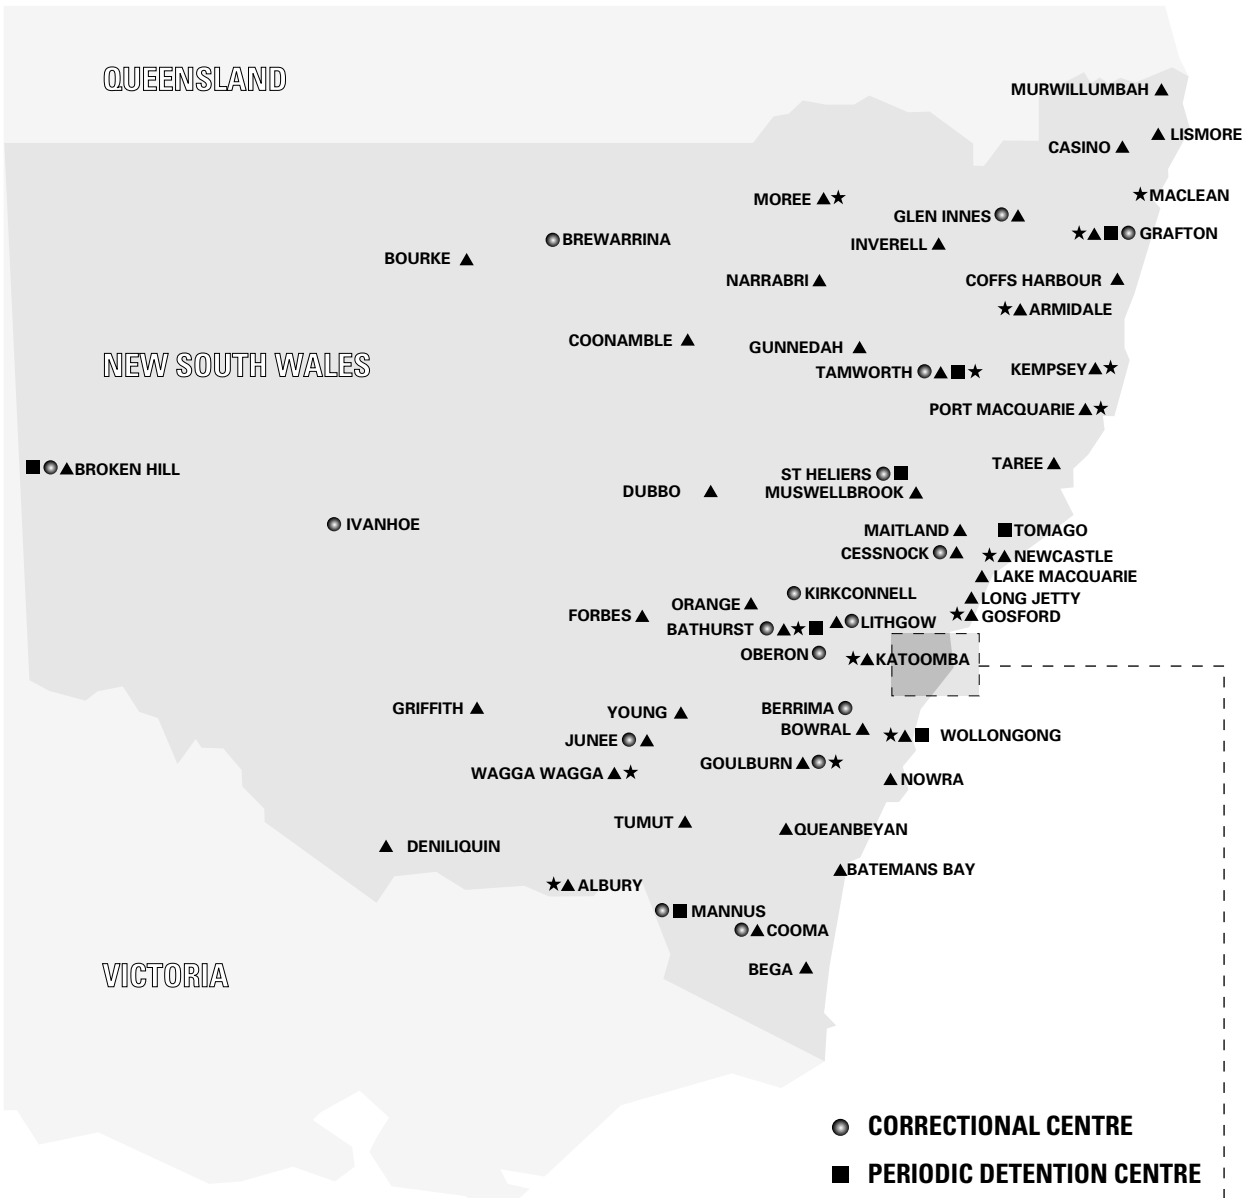 QUEENSLAND
MURWILLUMBAH
LISMORE
CASINO
MOREE
MACLEAN
GLEN INNES
GRAFTON
BREWARRINA
INVERELL
BOURKE
NARRABRI
COFFS HARBOUR
ARMIDALE
COONAMBLE
GUNNEDAH
NEW SOUTH WALES
TAMWORTH
KEMPSEY
PORT MACQUARIE
BROKEN HILL
TAREE
ST HELIERS
DUBBO
MUSWELLBROOK
IVANHOE
MAITLAND
TOMAGO
CESSNOCK
NEWCASTLE
LAKE MACQUARIE
KIRKCONNELL
LONG JETTY
ORANGE
FORBES
GOSFORD
BATHURST
LITHGOW
OBERON
KATOOMBA
GRIFFITH
YOUNG
BERRIMA
BOWRAL
WOLLONGONG
JUNEE
GOULBURN
WAGGA WAGGA
NOWRA
TUMUT
QUEANBEYAN
DENILIQUIN
BATEMANS BAY
ALBURY
MANNUS
COOMA
BEGA
VICTORIA
CORRECTIONAL CENTRE
PERIODIC DETENTION CENTRE